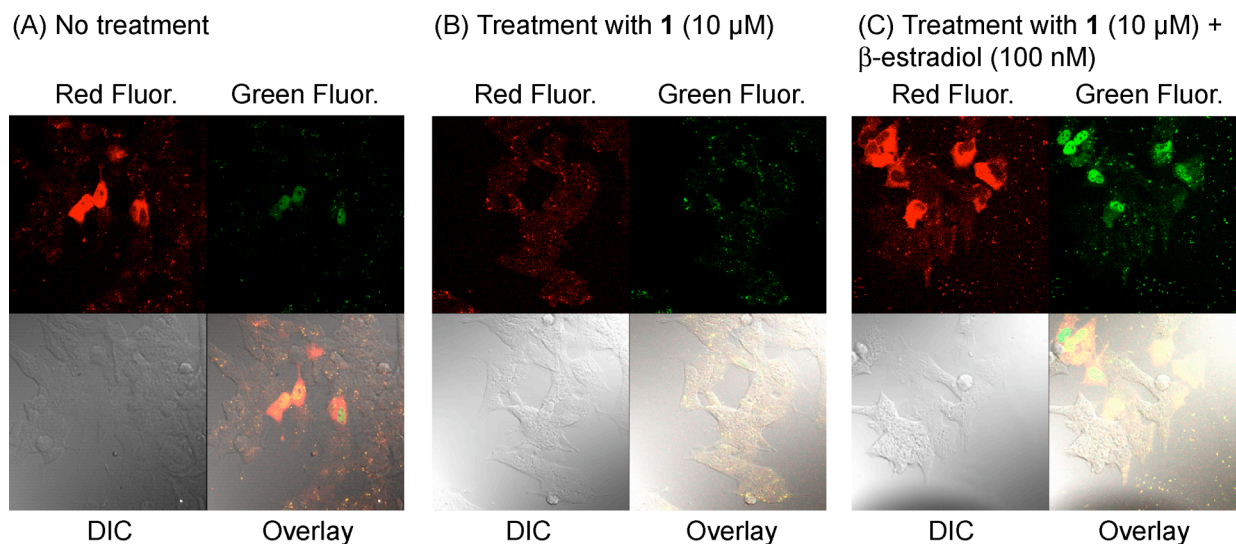 (A) No treatment
Red Fluor. Green Fluor.
DIC Overlay
(B) Treatment with 1 (10 μM)
Red Fluor. Green Fluor.
DIC Overlay
(C) Treatment with 1 (10 μM) +
β-estradiol (100 nM)
Red Fluor. Green Fluor.
DIC Overlay